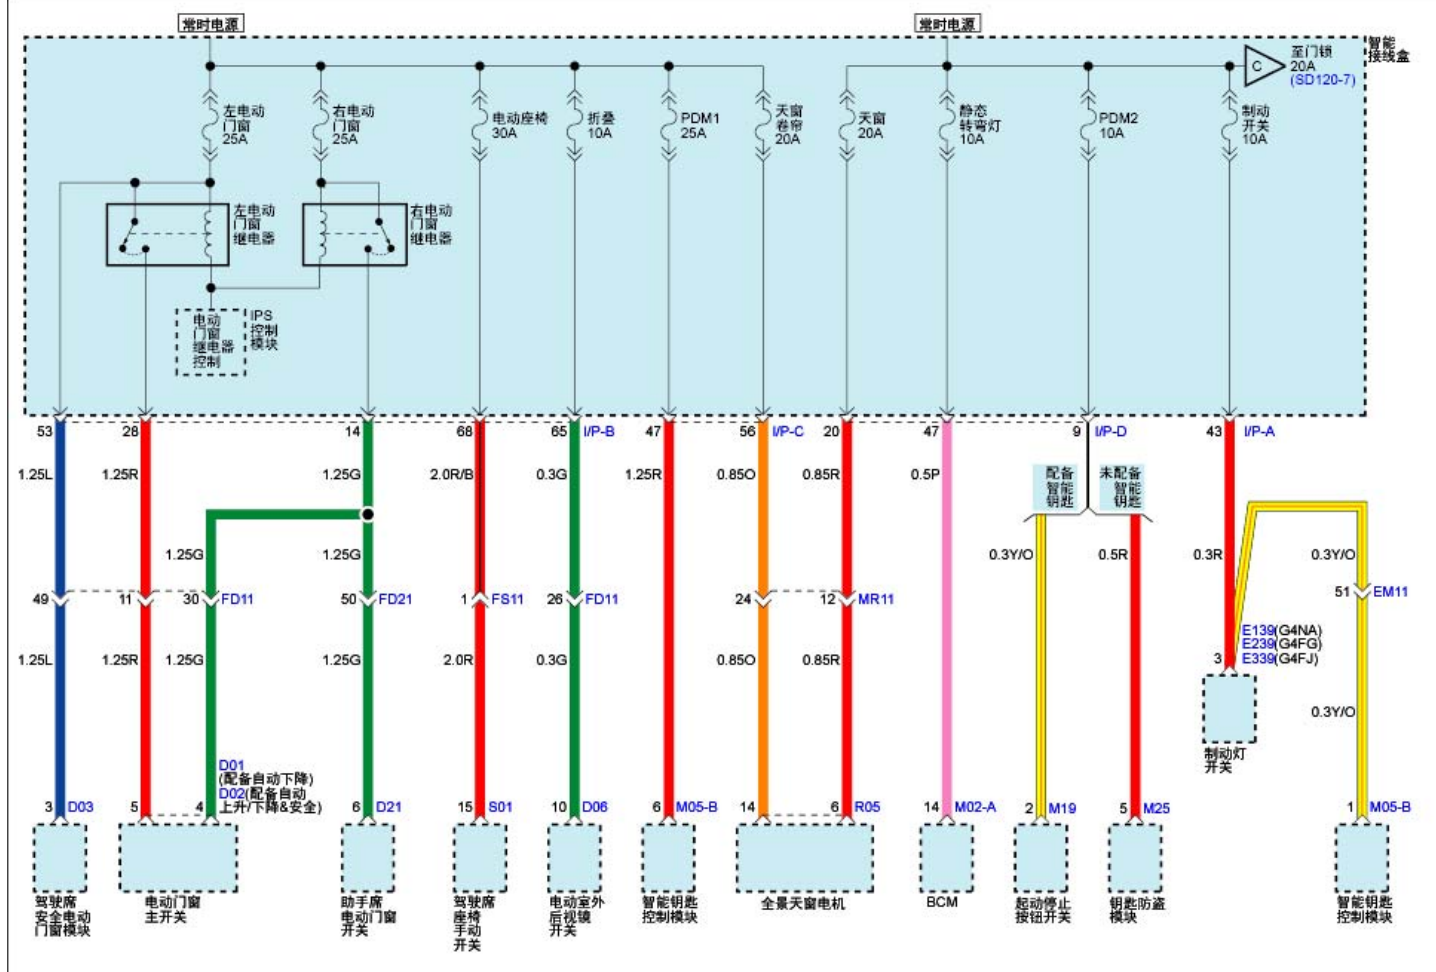 常时电源
常时电源
智能
接线盒
至门锁
20A
(SD120-7)
C
左电动
门窗
25A
右电动
门窗
25A
电动座椅
30A
折叠
10A
PDM1
25A
天窗
卷帘
20A
天窗
20A
静态
转弯灯
10A
PDM2
10A
制动
开关
10A
左电动
门窗
继电器
右电动
门窗
继电器
电动
门窗
继电器
控制
IPS
控制
模块
53
28
14
68
65
I/P-B
47
56
I/P-C
20
47
9
I/P-D
43
I/P-A
1.25L
1.25R
1.25G
2.0R/B
0.3G
1.25R
0.85O
0.85R
0.5P
配备
智能
钥匙
未配备
智能
钥匙
1.25G
1.25G
0.3Y/O
0.5R
0.3R
0.3Y/O
49
11
30
FD11
50
FD21
1
FS11
26
FD11
24
12
MR11
51
EM11
E139(G4NA)
E239(G4FG)
3
E339(G4FJ)
1.25L
1.25R
1.25G
1.25G
2.0R
0.3G
0.85O
0.85R
0.3Y/O
制动灯
开关
D01
(配备自动下降)
D02(配备自动
上升/下降&安全)
3
D03
5
4
6
D21
15
S01
10
D06
6
M05-B
14
6
R05
14
M02-A
2
M19
5
M25
1
M05-B
驾驶席
安全电动
门窗模块
电动门窗
主开关
助手席
电动门窗
开关
驾驶席
座椅
手动
开关
电动室外
后视镜
开关
智能钥匙
控制模块
全景天窗电机
BCM
起动停止
按钮开关
钥匙防盗
模块
智能钥匙
控制模块